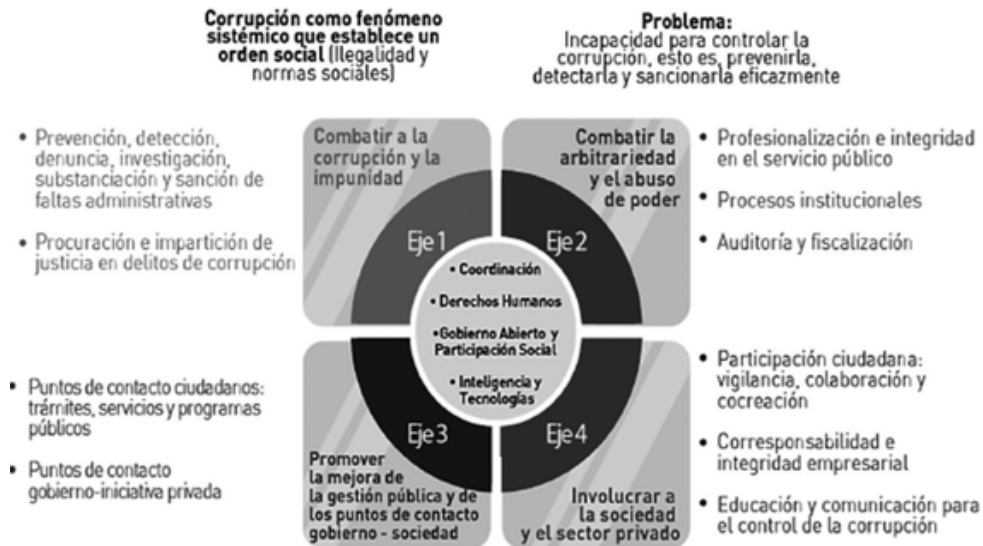 Corrupción como fenómeno
sistémico que establece un
orden social (Ilegalidad y
normas sociales)
Problema:
Incapacidad para controlar la
corrupción, esto es, prevenirla,
detectarla y sancionarla eficazmente
• Prevención, detección,
denuncia, investigación,
substanciación y sanción de
faltas administrativas
• Procuración e impartición de
justicia en delitos de corrupción
Combatir a la
corrupción y la
impunidad
Eje 1
Combatir la
arbitrariedad
y el abuso
de poder
Eje 2
• Profesionalización e integridad
en el servicio público
• Procesos institucionales
• Auditoría y fiscalización
• Coordinación
• Derechos Humanos
• Gobierno Abierto y
Participación Social
• Inteligencia y
Tecnologías
• Puntos de contacto ciudadanos:
trámites, servicios y programas
públicos
• Puntos de contacto
gobierno-iniciativa privada
Eje 3
Promover
la mejora de
la gestión pública y de
los puntos de contacto
gobierno - sociedad
Eje 4
Involucrar a
la sociedad
y el sector privado
• Participación ciudadana:
vigilancia, colaboración y
cocreación
• Corresponsabilidad e
integridad empresarial
• Educación y comunicación para
el control de la corrupción